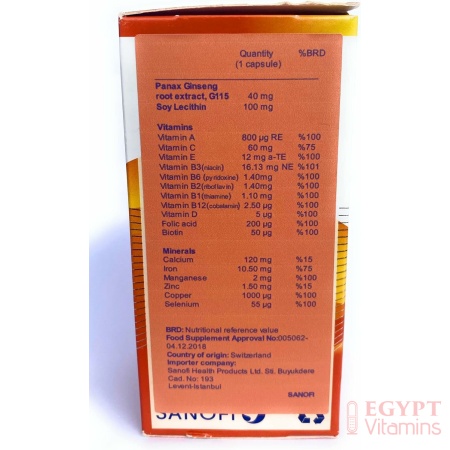 Quantity %BRD
(1 capsule)
Panax Ginseng
root extract, G115 40 mg
Soy Lecithin 100 mg
Vitamins
Vitamin A 800 µg RE %100
Vitamin C 60 mg %75
Vitamin E 12 mg a-TE %100
Vitamin B3(niacin) 16.13 mg NE %101
Vitamin B6 (pyridoxine) 1.40mg %100
Vitamin B2(riboflavin) 1.40mg %100
Vitamin B1(thiamine) 1.10 mg %100
Vitamin B12(cobalamin) 2.50 µg %100
Vitamin D 5 µg %100
Folic acid 200 µg %100
Biotin 50 µg %100
Minerals
Calcium 120 mg %15
Iron 10.50 mg %75
Manganese 2 mg %100
Zinc 1.50 mg %15
Copper 1000 µg %100
Selenium 55 µg %100
BRD: Nutritional reference value
Food Supplement Approval No:005062-
04.12.2018
Country of origin: Switzerland
Importer company:
Sanofi Health Products Ltd. Sti. Buyukdere
Cad. No: 193
Levent-Istanbul
SANOFI
SANOFI
EGYPT
Vitamins